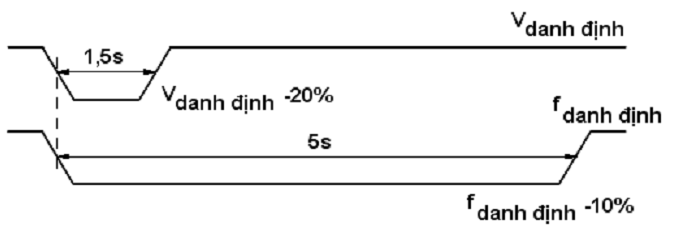 V danh định
1,5s
V danh định -20%
f danh định
5s
f danh định -10%